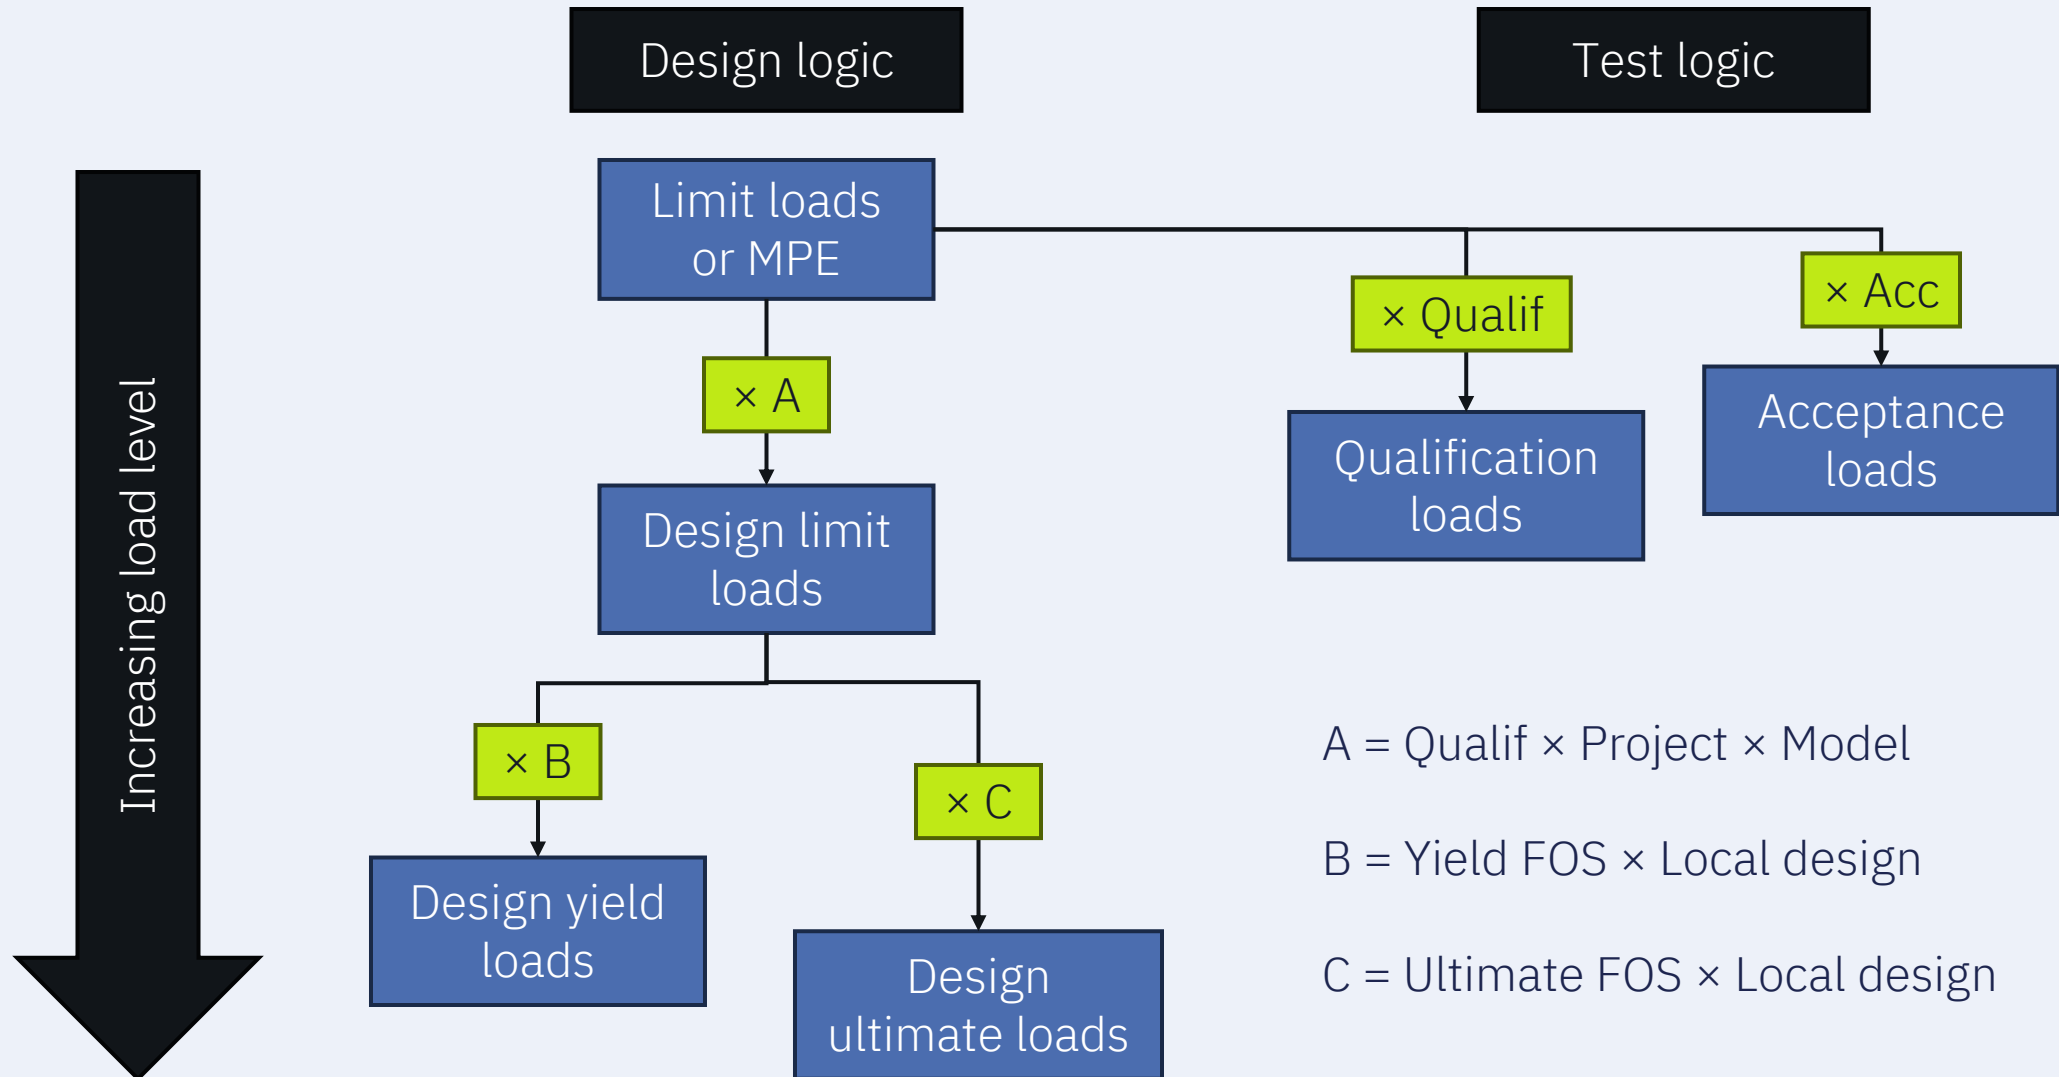 Design logic
Test logic
Increasing load level
Limit loads
or MPE
× Qualif
× Acc
× A
Acceptance
loads
Qualification
loads
Design limit
loads
× B
× C
Design yield
loads
Design
ultimate loads
A = Qualif × Project × Model
B = Yield FOS × Local design
C = Ultimate FOS × Local design